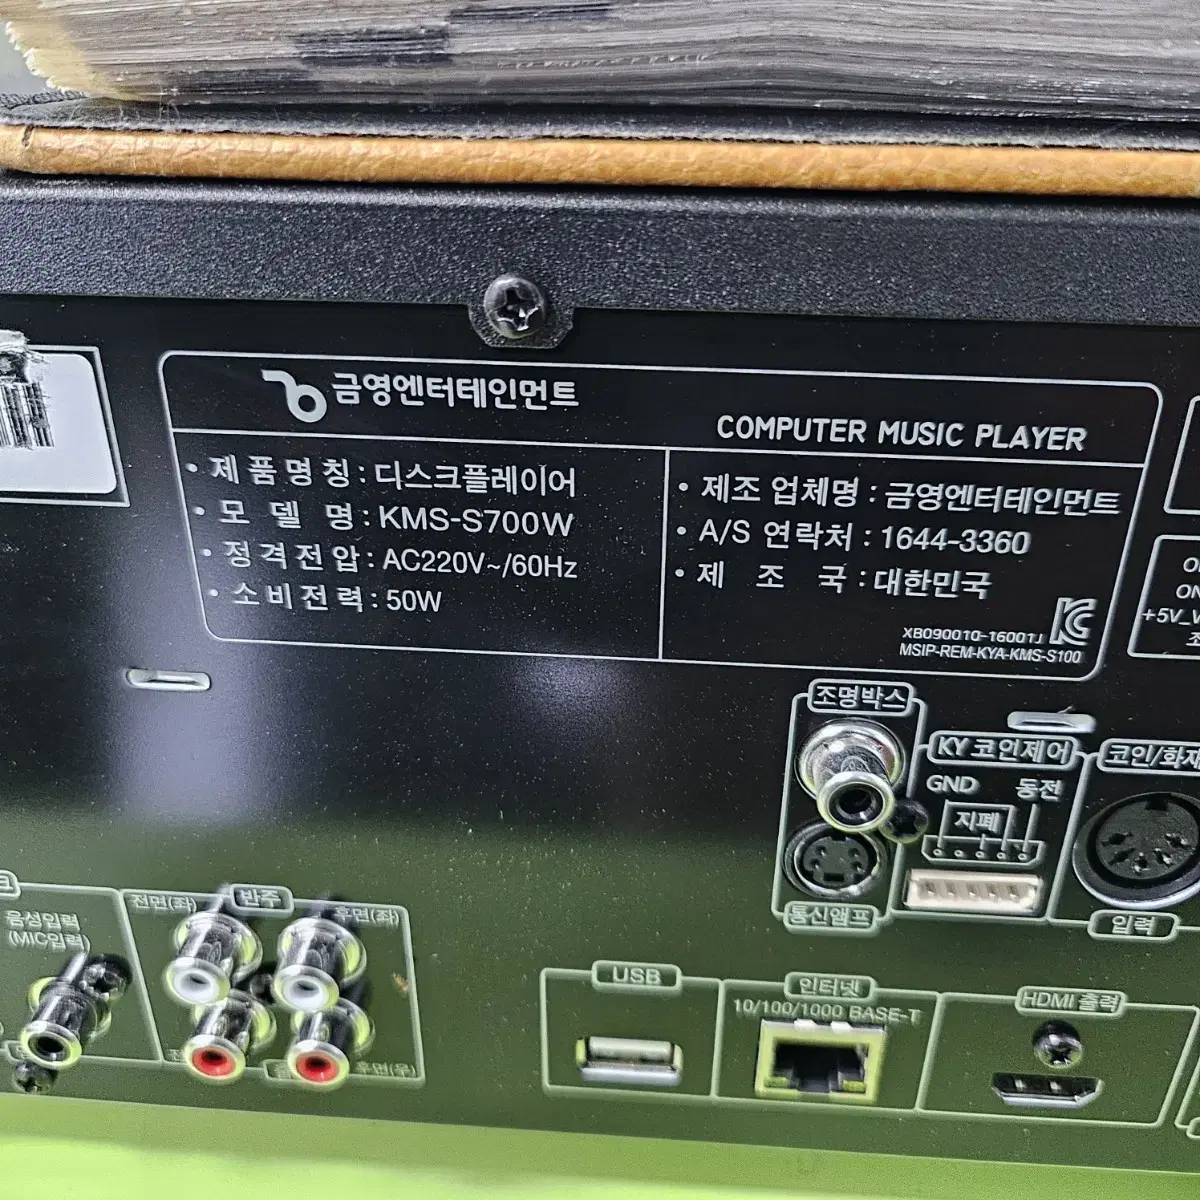 금영엔터테인먼트
COMPUTER MUSIC PLAYER
• 제품명칭 : 디스크플레이어
• 모델명 : KMS-S700W
• 정격전압 : AC220V~/60Hz
• 소비전력 : 50W
• 제조업체명 : 금영엔터테인먼트
• A/S 연락처 : 1644-3360
• 제조국 : 대한민국
XB090010-16001J
MSIP-REM-KYA-KMS-S100
+5V
조명박스
KY 코인제어
GND 동전
지폐
코인/화재
통신앰프
입력
음성입력
(MIC입력)
반주
전면(좌) 후면(좌)
후면(우)
USB
인터넷
10/100/1000 BASE-T
HDMI 출력